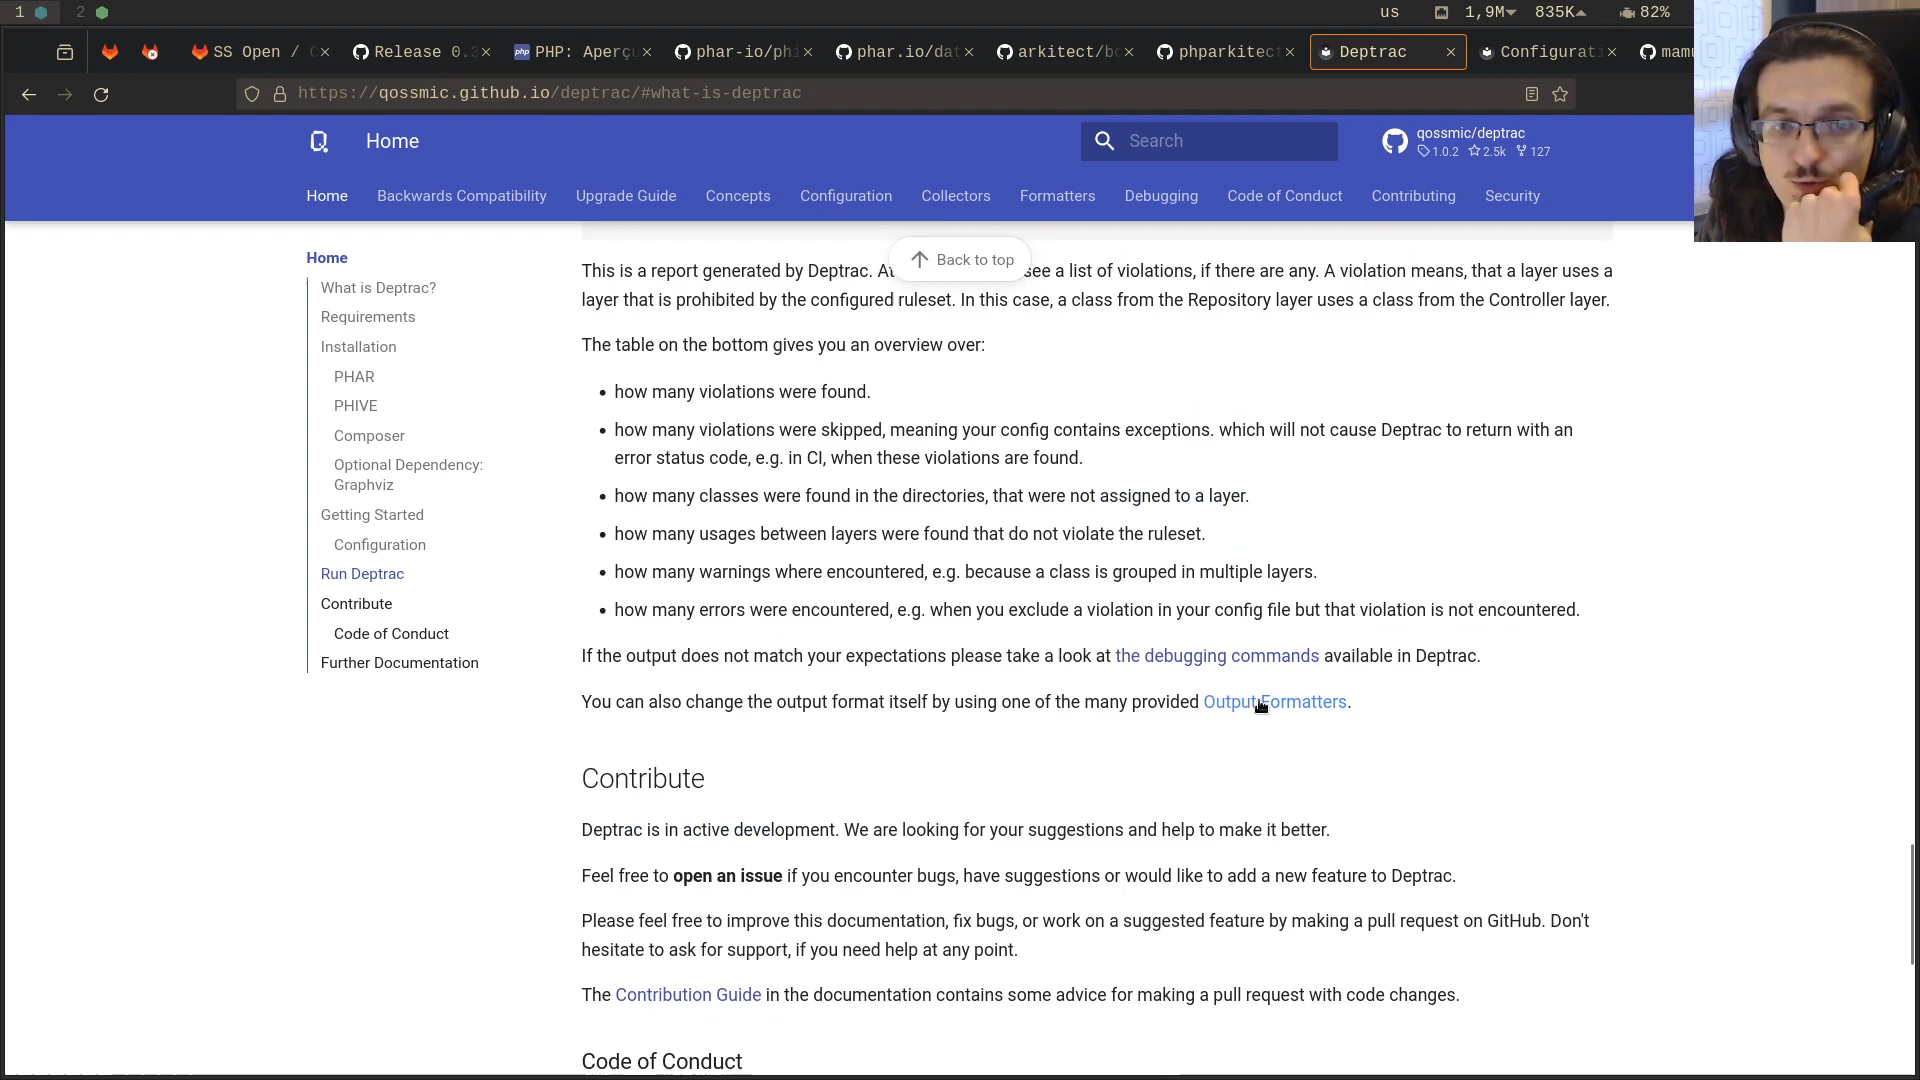 1 2 us 1,9M 835K 82%
SS Open / Release 0. PHP: Aperç phar-io/ph phar.io/da arkitect/b phparkitect Deptrac Configurat mam
https://qossmic.github.io/deptrac/#what-is-deptrac
Home Search qossmic/deptrac
1.0.2 2.5k 127
Home Backwards Compatibility Upgrade Guide Concepts Configuration Collectors Formatters Debugging Code of Conduct Contributing Security
Home
What is Deptrac?
Requirements
Installation
PHAR
PHIVE
Composer
Optional Dependency:
Graphviz
Getting Started
Configuration
Run Deptrac
Contribute
Code of Conduct
Further Documentation
Back to top
This is a report generated by Deptrac. see a list of violations, if there are any. A violation means, that a layer uses a
layer that is prohibited by the configured ruleset. In this case, a class from the Repository layer uses a class from the Controller layer.
The table on the bottom gives you an overview over:
• how many violations were found.
• how many violations were skipped, meaning your config contains exceptions. which will not cause Deptrac to return with an
error status code, e.g. in CI, when these violations are found.
• how many classes were found in the directories, that were not assigned to a layer.
• how many usages between layers were found that do not violate the ruleset.
• how many warnings where encountered, e.g. because a class is grouped in multiple layers.
• how many errors were encountered, e.g. when you exclude a violation in your config file but that violation is not encountered.
If the output does not match your expectations please take a look at the debugging commands available in Deptrac.
You can also change the output format itself by using one of the many provided Output Formatters.
Contribute
Deptrac is in active development. We are looking for your suggestions and help to make it better.
Feel free to open an issue if you encounter bugs, have suggestions or would like to add a new feature to Deptrac.
Please feel free to improve this documentation, fix bugs, or work on a suggested feature by making a pull request on GitHub. Don't
hesitate to ask for support, if you need help at any point.
The Contribution Guide in the documentation contains some advice for making a pull request with code changes.
Code of Conduct